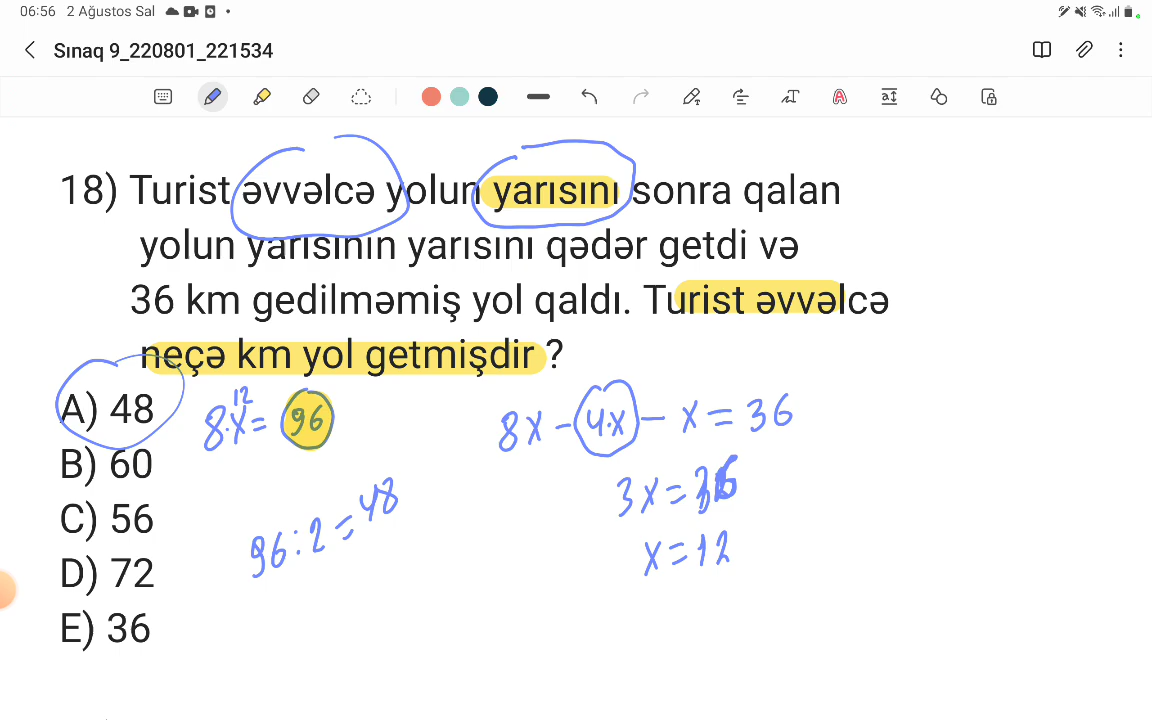 06:56 2 Ağustos Sal
Sınaq 9_220801_221534
18) Turist əvvəlcə yolun yarısını sonra qalan
yolun yarısının yarısını qədər getdi və
36 km gedilməmiş yol qaldı. Turist əvvəlcə
neçə km yol getmişdir ?
A) 48
B) 60
C) 56
D) 72
E) 36
12
8·x = 96
96:2=48
8x - 4x - x = 36
3x = 36
x = 12